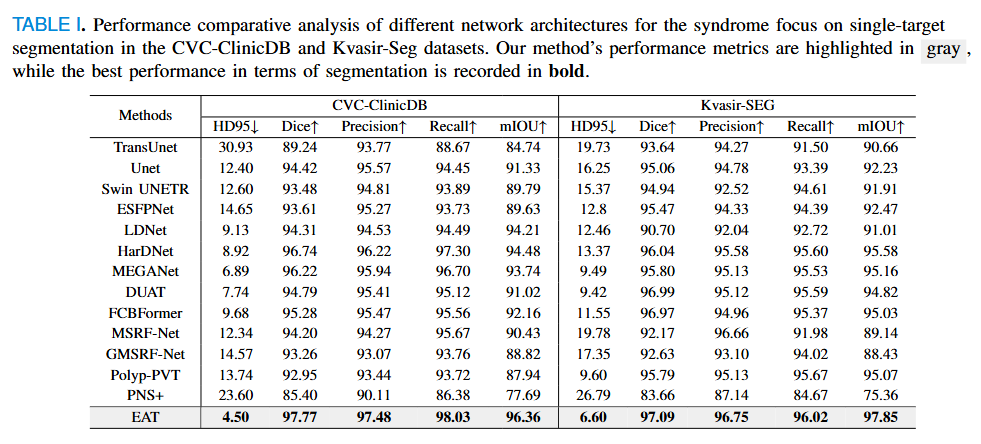 TABLE I. Performance comparative analysis of different network architectures for the syndrome focus on single-target
segmentation in the CVC-ClinicDB and Kvasir-Seg datasets. Our method's performance metrics are highlighted in gray ,
while the best performance in terms of segmentation is recorded in bold.
Methods CVC-ClinicDB Kvasir-SEG
HD95↓ Dice↑ Precision↑ Recall↑ mIOU↑ HD95↓ Dice↑ Precision↑ Recall↑ mIOU↑
TransUnet 30.93 89.24 93.77 88.67 84.74 19.73 93.64 94.27 91.50 90.66
Unet 12.40 94.42 95.57 94.45 91.33 16.25 95.06 94.78 93.39 92.23
Swin UNETR 12.60 93.48 94.81 93.89 89.79 15.37 94.94 92.52 94.61 91.91
ESFPNet 14.65 93.61 95.27 93.73 89.63 12.8 95.47 94.33 94.39 92.47
LDNet 9.13 94.31 94.53 94.49 94.21 12.46 90.70 92.04 92.72 91.01
HarDNet 8.92 96.74 96.22 97.30 94.48 13.37 96.04 95.58 95.60 95.58
MEGANet 6.89 96.22 95.94 96.70 93.74 9.49 95.80 95.13 95.53 95.16
DUAT 7.74 94.79 95.41 95.12 91.02 9.42 96.99 95.12 95.59 94.82
FCBFormer 9.68 95.28 95.47 95.56 92.16 11.55 96.97 94.96 95.37 95.03
MSRF-Net 12.34 94.20 94.27 95.67 90.43 19.78 92.17 96.66 91.98 89.14
GMSRF-Net 14.57 93.26 93.07 93.76 88.82 17.35 92.63 93.10 94.02 88.43
Polyp-PVT 13.74 92.95 93.44 93.72 87.94 9.60 95.79 95.13 95.67 95.07
PNS+ 23.60 85.40 90.11 86.38 77.69 26.79 83.66 87.14 84.67 75.36
EAT 4.50 97.77 97.48 98.03 96.36 6.60 97.09 96.75 96.02 97.85